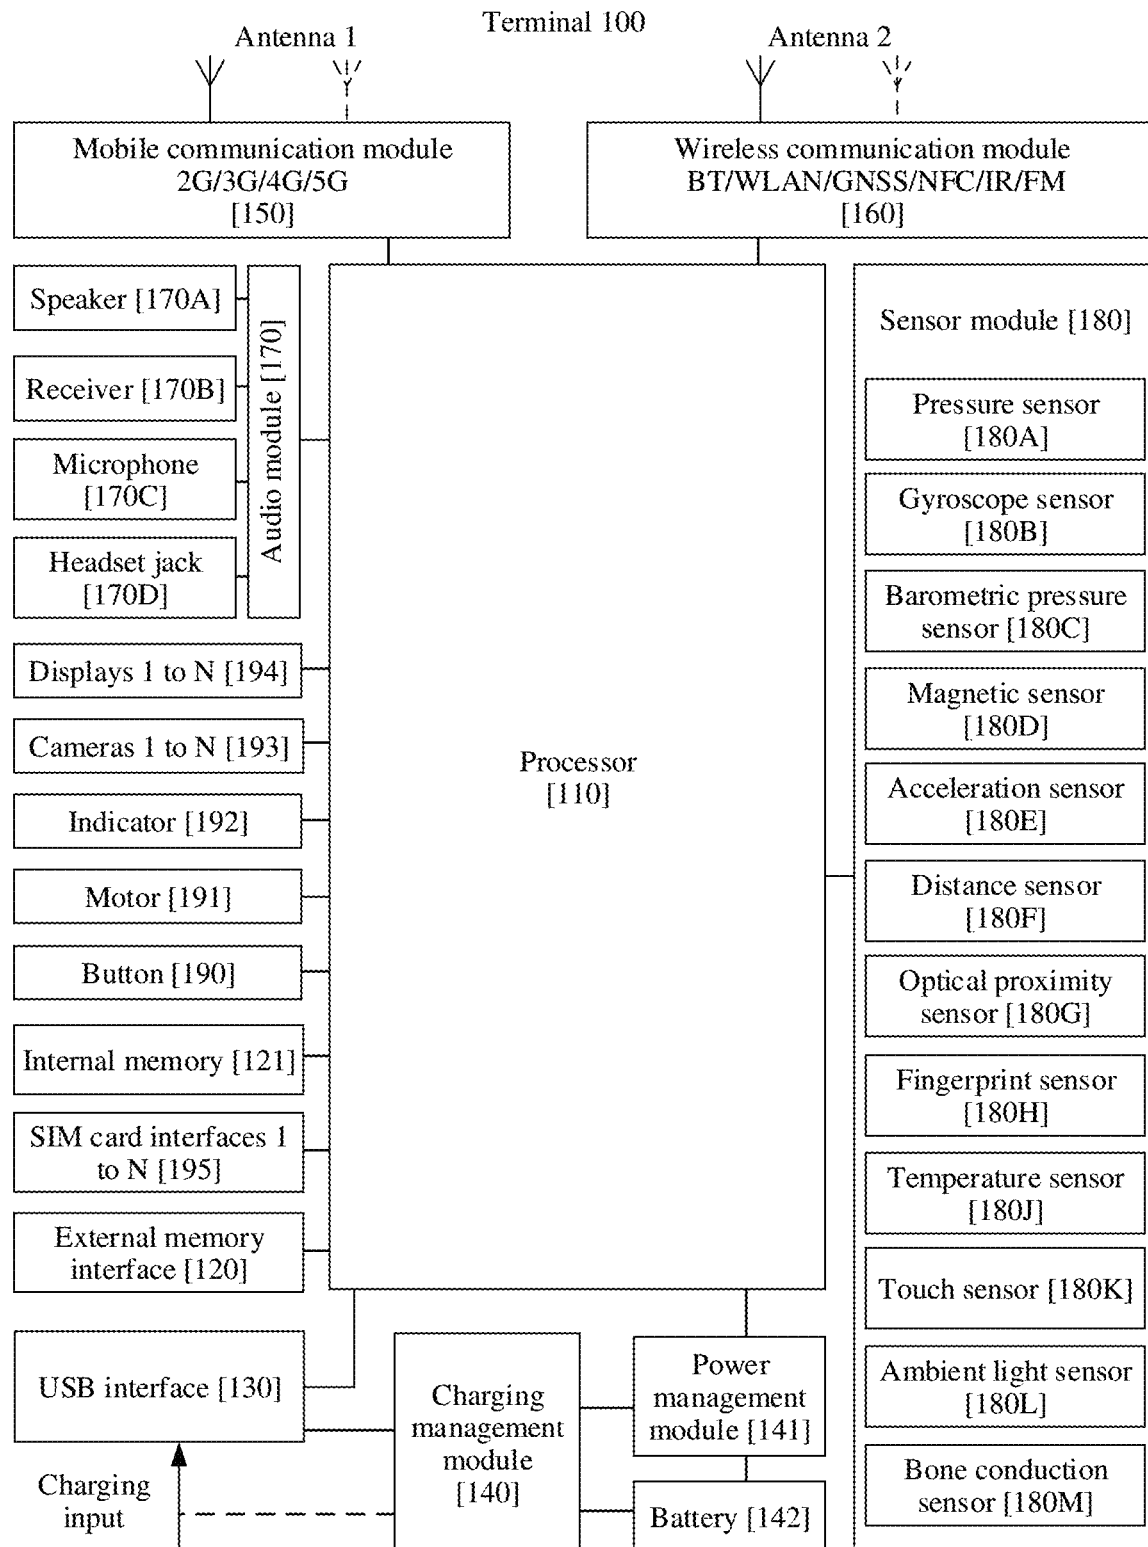 Terminal 100
Antenna 1
Antenna 2
Mobile communication module
2G/3G/4G/5G
[150]
Wireless communication module
BT/WLAN/GNSS/NFC/IR/FM
[160]
Speaker [170A]
Receiver [170B]
Microphone
[170C]
Headset jack
[170D]
Audio module [170]
Displays 1 to N [194]
Cameras 1 to N [193]
Indicator [192]
Motor [191]
Button [190]
Internal memory [121]
SIM card interfaces 1
to N [195]
External memory
interface [120]
Processor
[110]
Sensor module [180]
Pressure sensor
[180A]
Gyroscope sensor
[180B]
Barometric pressure
sensor [180C]
Magnetic sensor
[180D]
Acceleration sensor
[180E]
Distance sensor
[180F]
Optical proximity
sensor [180G]
Fingerprint sensor
[180H]
Temperature sensor
[180J]
Touch sensor [180K]
Ambient light sensor
[180L]
Bone conduction
sensor [180M]
USB interface [130]
Charging
input
Charging
management
module
[140]
Power
management
module [141]
Battery [142]